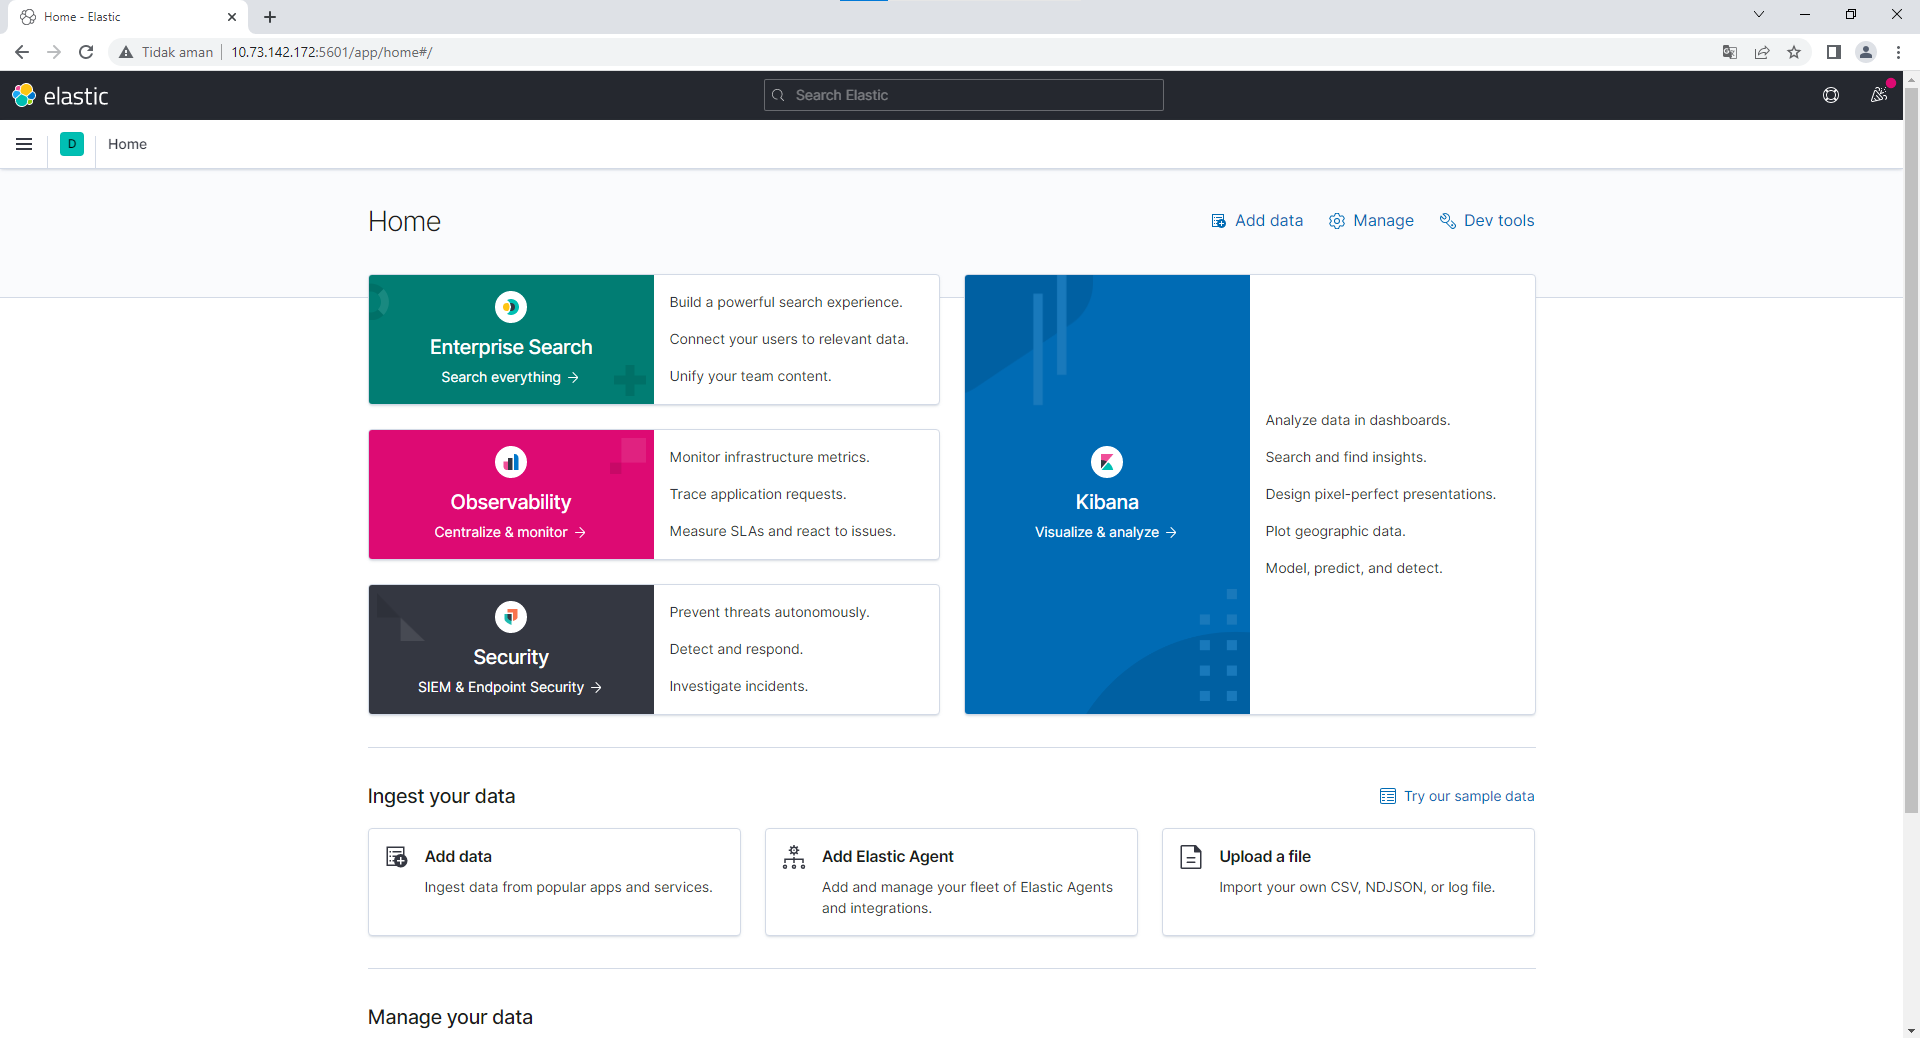 Home - Elastic
Tidak aman
10.73.142.172:5601/app/home#/
elastic
Search Elastic
D
Home
Home
Add data
Manage
Dev tools
Enterprise Search
Search everything →
Build a powerful search experience.
Connect your users to relevant data.
Unify your team content.
Observability
Centralize & monitor →
Monitor infrastructure metrics.
Trace application requests.
Measure SLAs and react to issues.
Security
SIEM & Endpoint Security →
Prevent threats autonomously.
Detect and respond.
Investigate incidents.
Kibana
Visualize & analyze →
Analyze data in dashboards.
Search and find insights.
Design pixel-perfect presentations.
Plot geographic data.
Model, predict, and detect.
Ingest your data
Try our sample data
Add data
Ingest data from popular apps and services.
Add Elastic Agent
Add and manage your fleet of Elastic Agents
and integrations.
Upload a file
Import your own CSV, NDJSON, or log file.
Manage your data